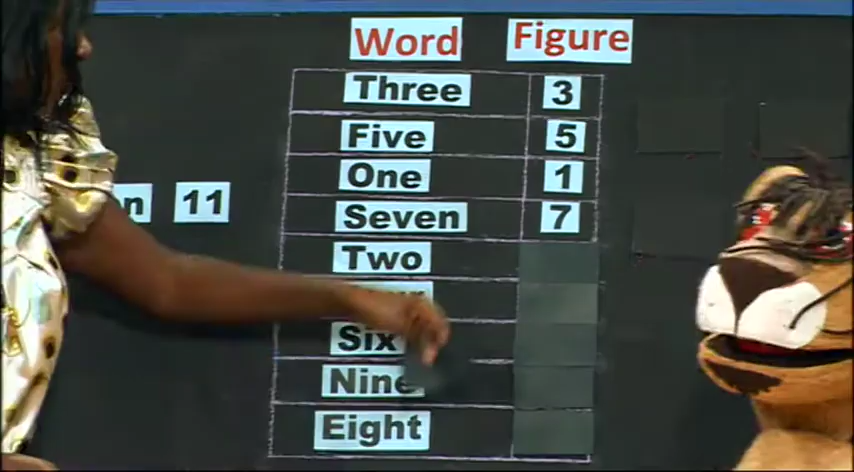 Word Figure
Three 3
Five 5
One 1
11 Seven 7
Two
Six
Nine
Eight